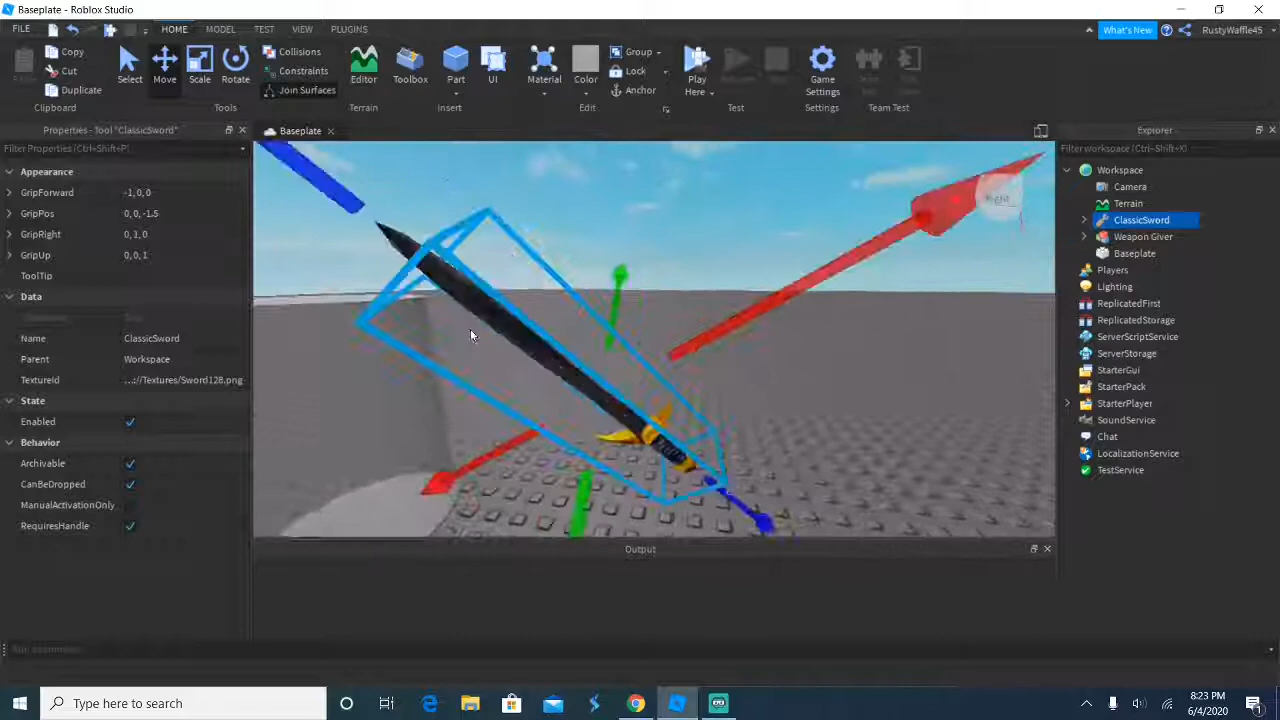 Baseplate - Roblox Studio
FILE HOME MODEL TEST VIEW PLUGINS What's New RustyWaffle45
Copy
Cut
Duplicate
Select Move Scale Rotate
Collisions
Constraints
Join Surfaces
Editor Toolbox Part UI Material Color
Group
Lock
Anchor
Play Here
Game Settings
Clipboard Tools Terrain Insert Edit Test Settings Team Test
Properties - Tool "ClassicSword"
Filter Properties (Ctrl+Shift+P)
Appearance
GripForward -1, 0, 0
GripPos 0, 0, -1.5
GripRight 0, 1, 0
GripUp 0, 0, 1
ToolTip
Data
Name ClassicSword
Parent Workspace
TextureId ...://Textures/Sword128.png
State
Enabled
Behavior
Archivable
CanBeDropped
ManualActivationOnly
RequiresHandle
Baseplate
Right
Output
Explorer
Filter workspace (Ctrl+Shift+X)
Workspace
Camera
Terrain
ClassicSword
Weapon Giver
Baseplate
Players
Lighting
ReplicatedFirst
ReplicatedStorage
ServerScriptService
ServerStorage
StarterGui
StarterPack
StarterPlayer
SoundService
Chat
LocalizationService
TestService
Type here to search
8:23 PM
6/4/2020